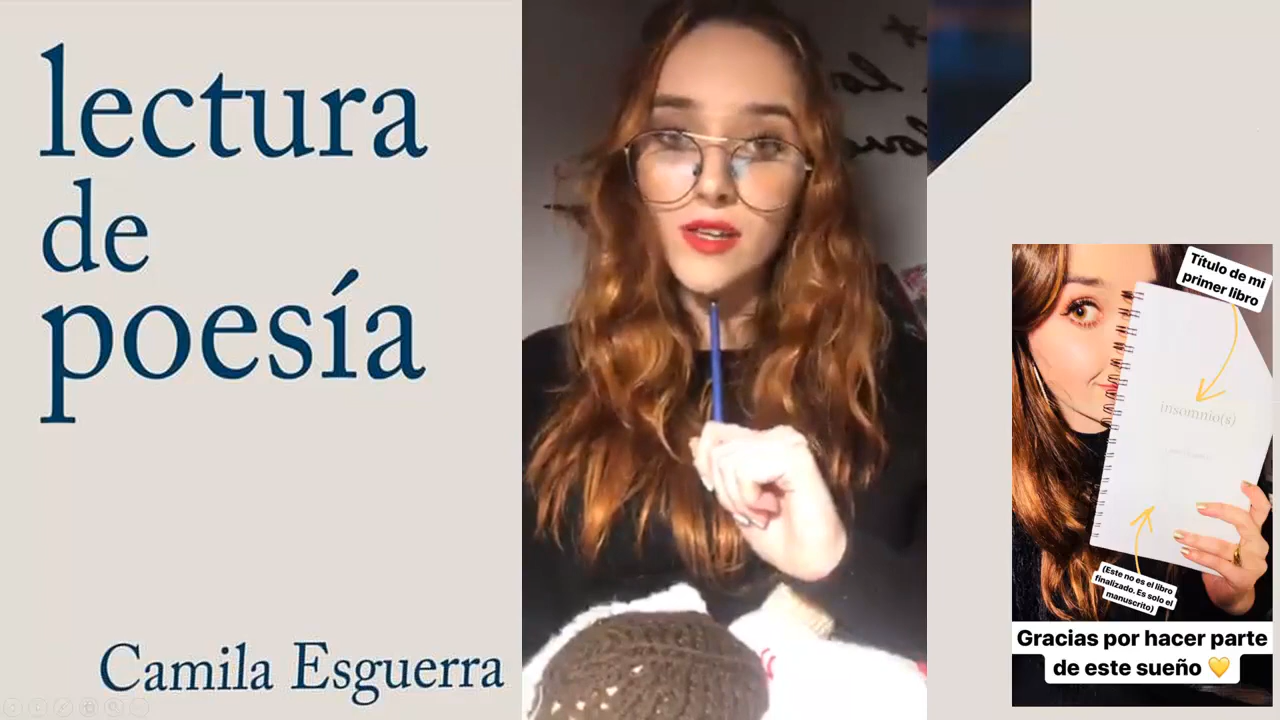 lectura
de
poesía
Camila Esguerra
Título de mi
primer libro
insomnio(s)
(Este no es el libro
finalizado. Es solo el
manuscrito)
Gracias por hacer parte
de este sueño 💛